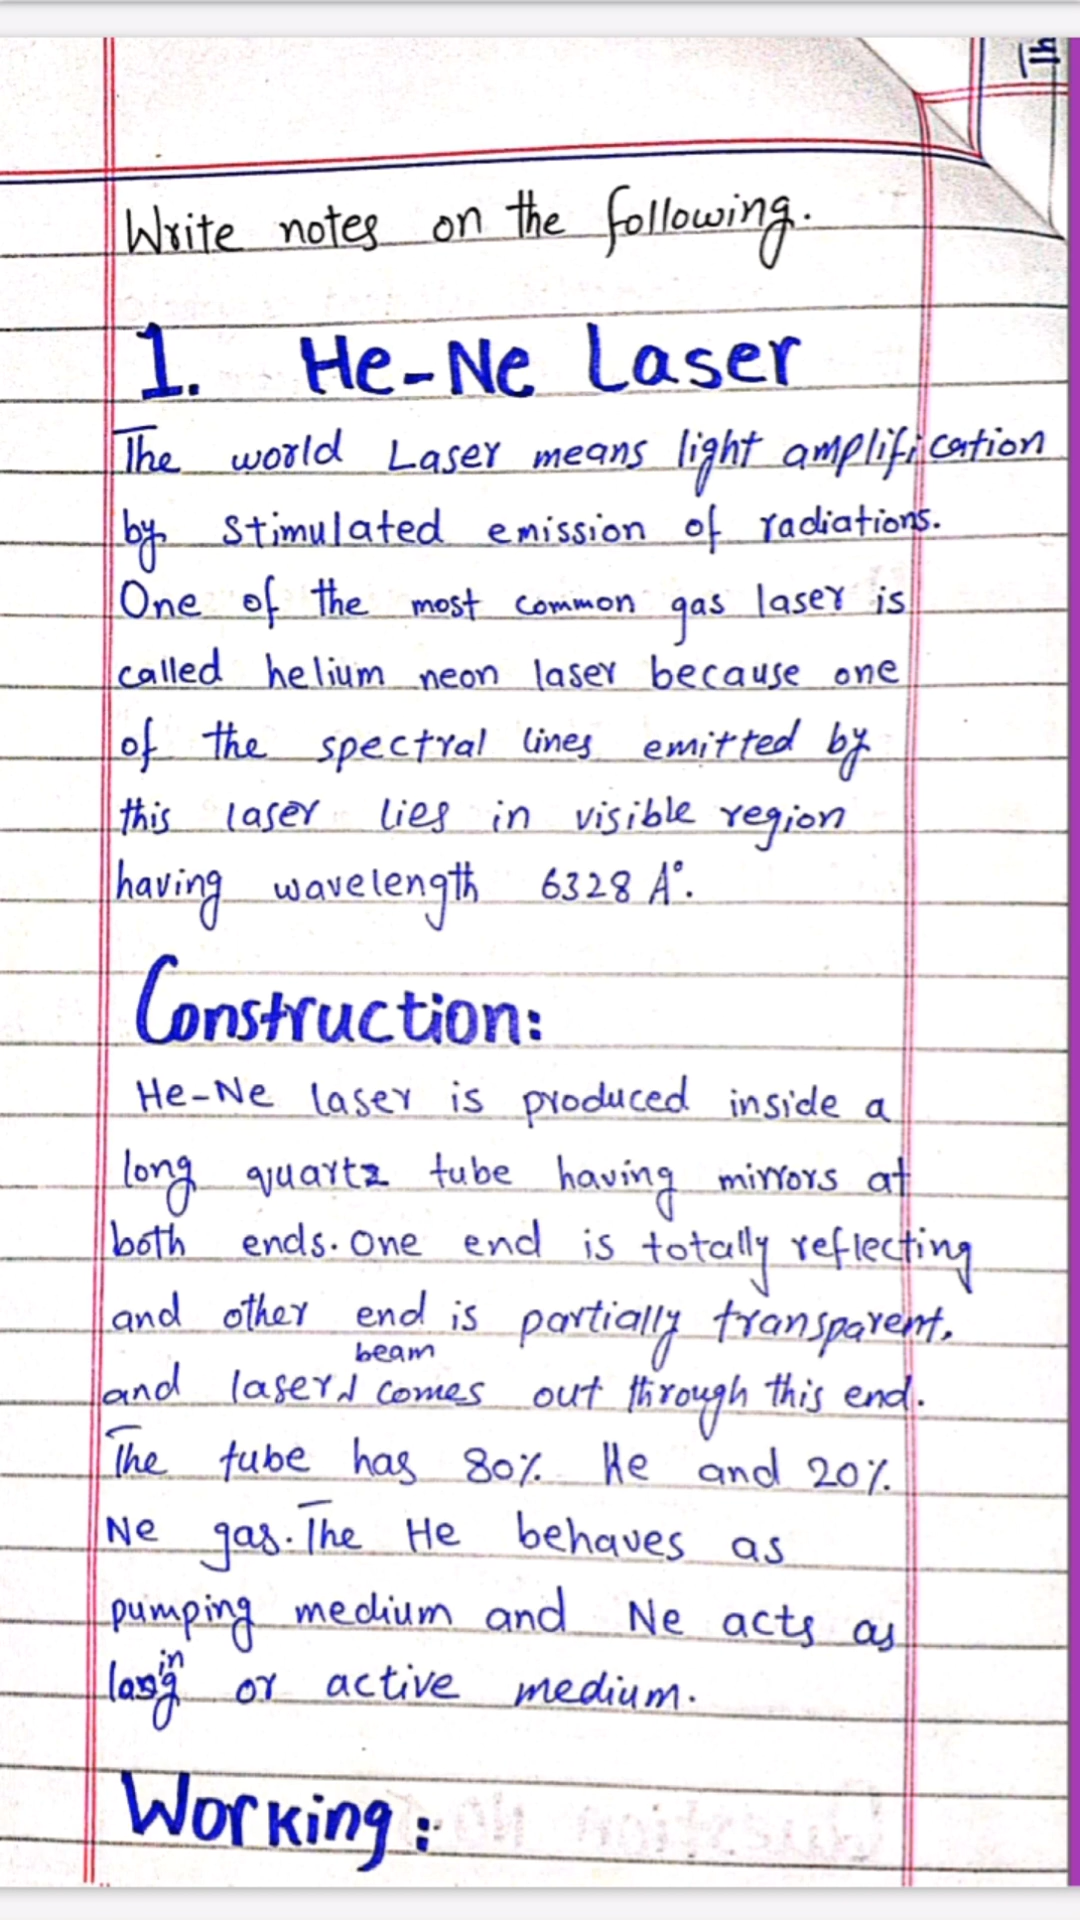 Write notes on the following.
1. He-Ne Laser
The world Laser means light amplification
by stimulated emission of radiations.
One of the most common gas laser is
called helium neon laser because one
of the spectral lines emitted by
this laser lies in visible region
having wavelength 6328 A°.
Construction:
He-Ne laser is produced inside a
long quartz tube having mirrors at
both ends. One end is totally reflecting
and other end is partially transparent,
and laser beam comes out through this end.
The tube has 80% He and 20%
Ne gas. The He behaves as
pumping medium and Ne acts as
lasing or active medium.
Working: